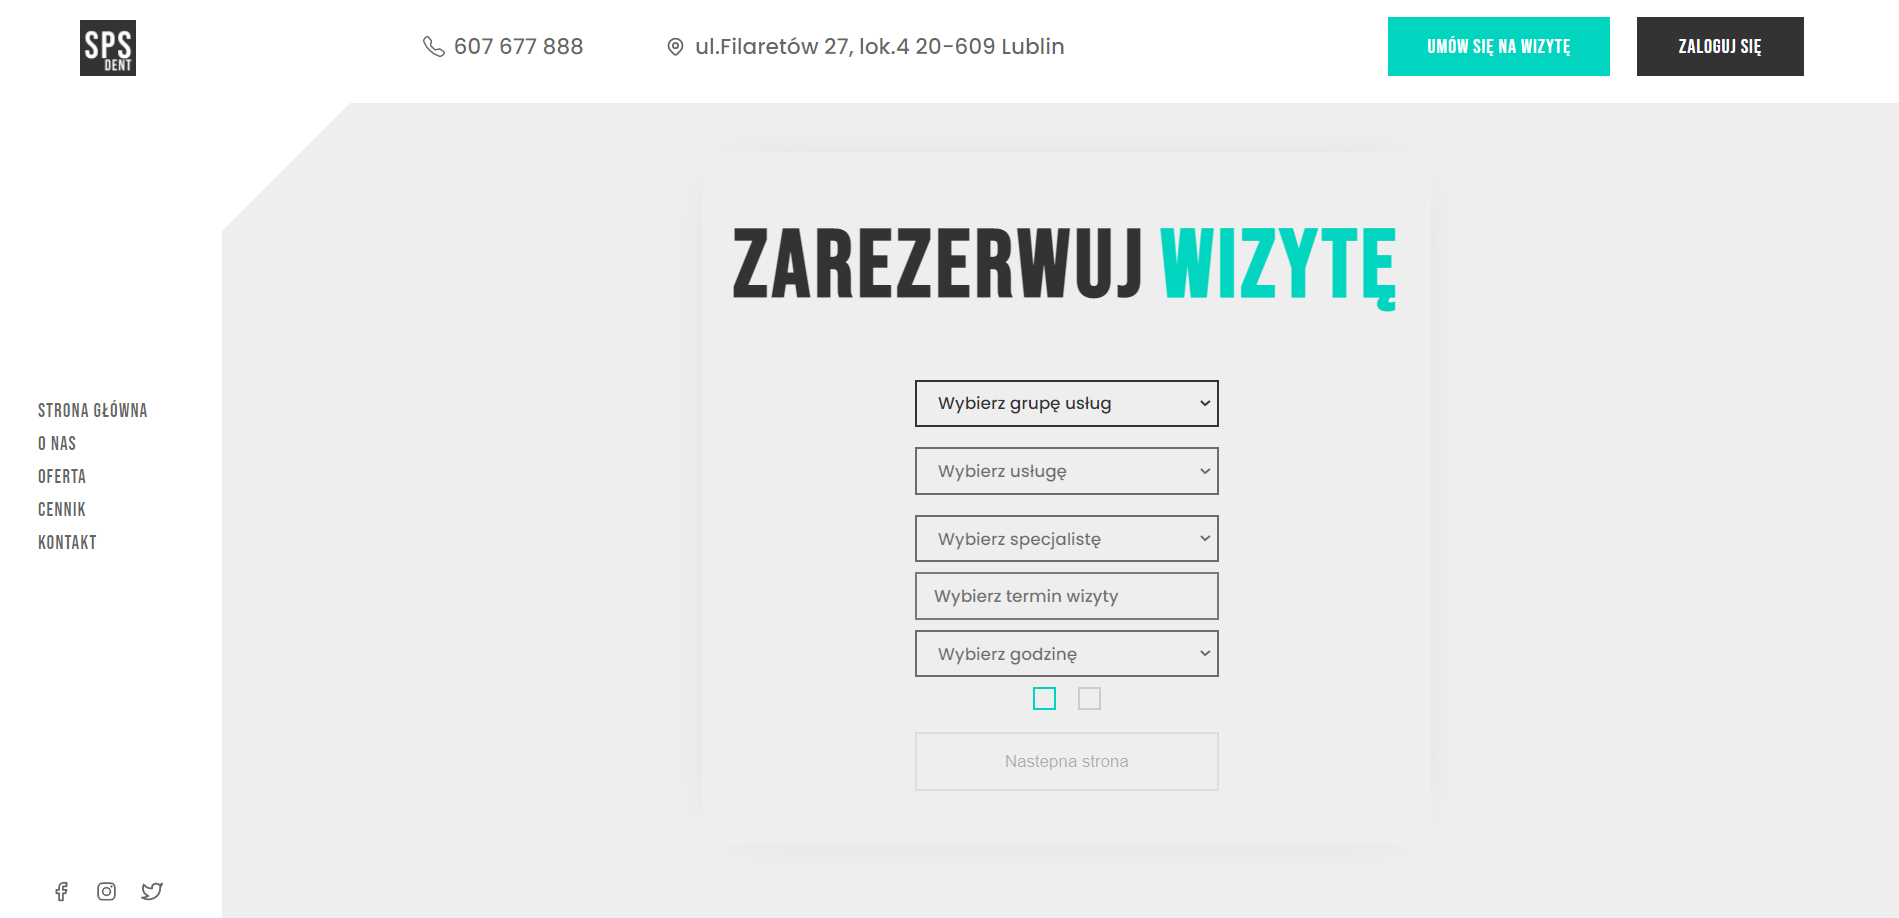 SPS
DENT
607 677 888
ul.Filaretów 27, lok.4 20-609 Lublin
UMÓW SIĘ NA WIZYTĘ
ZALOGUJ SIĘ
ZAREZERWUJ WIZYTĘ
STRONA GŁÓWNA
O NAS
OFERTA
CENNIK
KONTAKT
Wybierz grupę usług
Wybierz usługę
Wybierz specjalistę
Wybierz termin wizyty
Wybierz godzinę
Nastepna strona